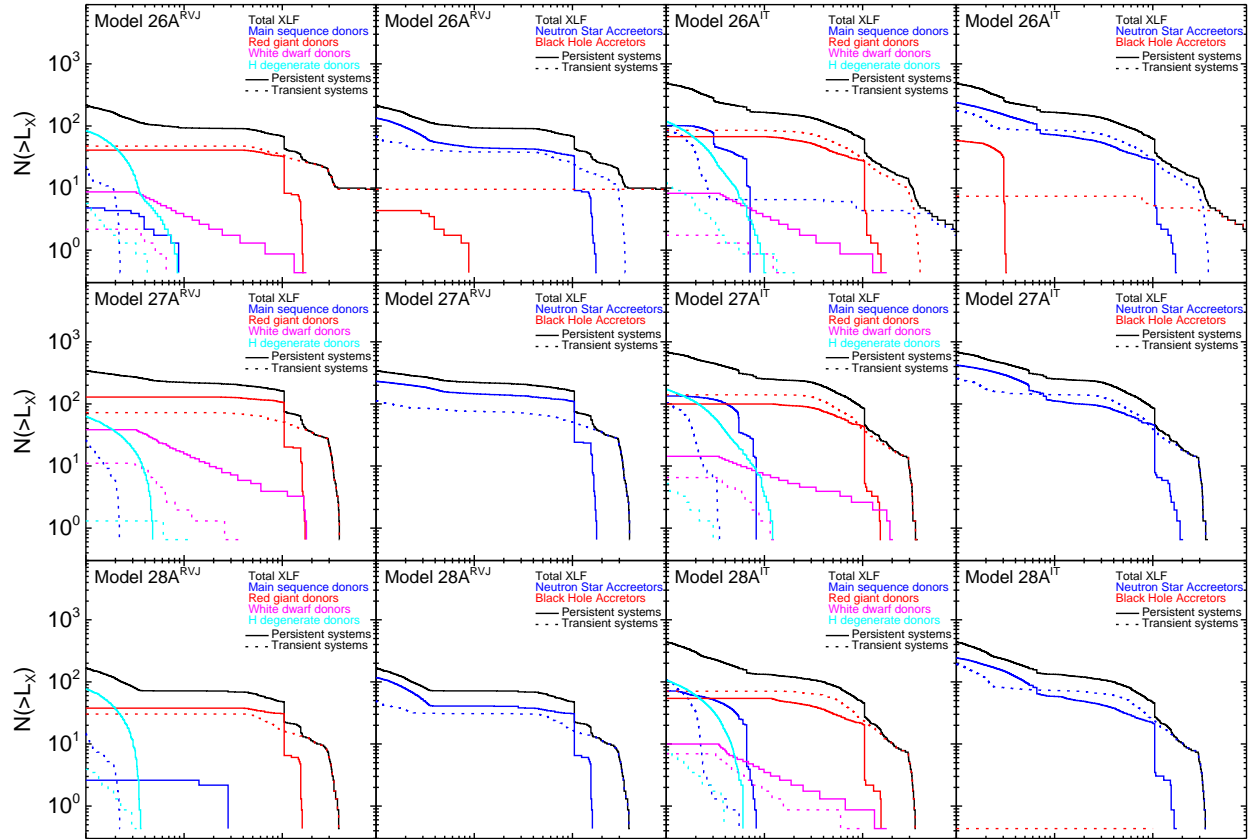 Model 26A^RVJ
Total XLF
Main sequence donors
Red giant donors
White dwarf donors
H degenerate donors
Persistent systems
Transient systems
Model 26A^RVJ
Total XLF
Neutron Star Accreetors
Black Hole Accretors
Persistent systems
Transient systems
Model 26A^IT
Total XLF
Main sequence donors
Red giant donors
White dwarf donors
H degenerate donors
Persistent systems
Transient systems
Model 26A^IT
Total XLF
Neutron Star Accreetors
Black Hole Accretors
Persistent systems
Transient systems
N(>L_X)
10^3
10^2
10^1
10^0
Model 27A^RVJ
Total XLF
Main sequence donors
Red giant donors
White dwarf donors
H degenerate donors
Persistent systems
Transient systems
Model 27A^RVJ
Total XLF
Neutron Star Accreetors
Black Hole Accretors
Persistent systems
Transient systems
Model 27A^IT
Total XLF
Main sequence donors
Red giant donors
White dwarf donors
H degenerate donors
Persistent systems
Transient systems
Model 27A^IT
Total XLF
Neutron Star Accreetors
Black Hole Accretors
Persistent systems
Transient systems
N(>L_X)
10^3
10^2
10^1
10^0
Model 28A^RVJ
Total XLF
Main sequence donors
Red giant donors
White dwarf donors
H degenerate donors
Persistent systems
Transient systems
Model 28A^RVJ
Total XLF
Neutron Star Accreetors
Black Hole Accretors
Persistent systems
Transient systems
Model 28A^IT
Total XLF
Main sequence donors
Red giant donors
White dwarf donors
H degenerate donors
Persistent systems
Transient systems
Model 28A^IT
Total XLF
Neutron Star Accreetors
Black Hole Accretors
Persistent systems
Transient systems
N(>L_X)
10^3
10^2
10^1
10^0